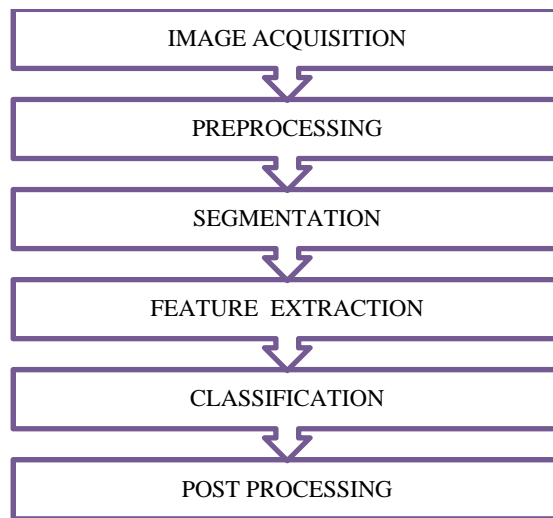 IMAGE ACQUISITION
PREPROCESSING
SEGMENTATION
FEATURE EXTRACTION
CLASSIFICATION
POST PROCESSING